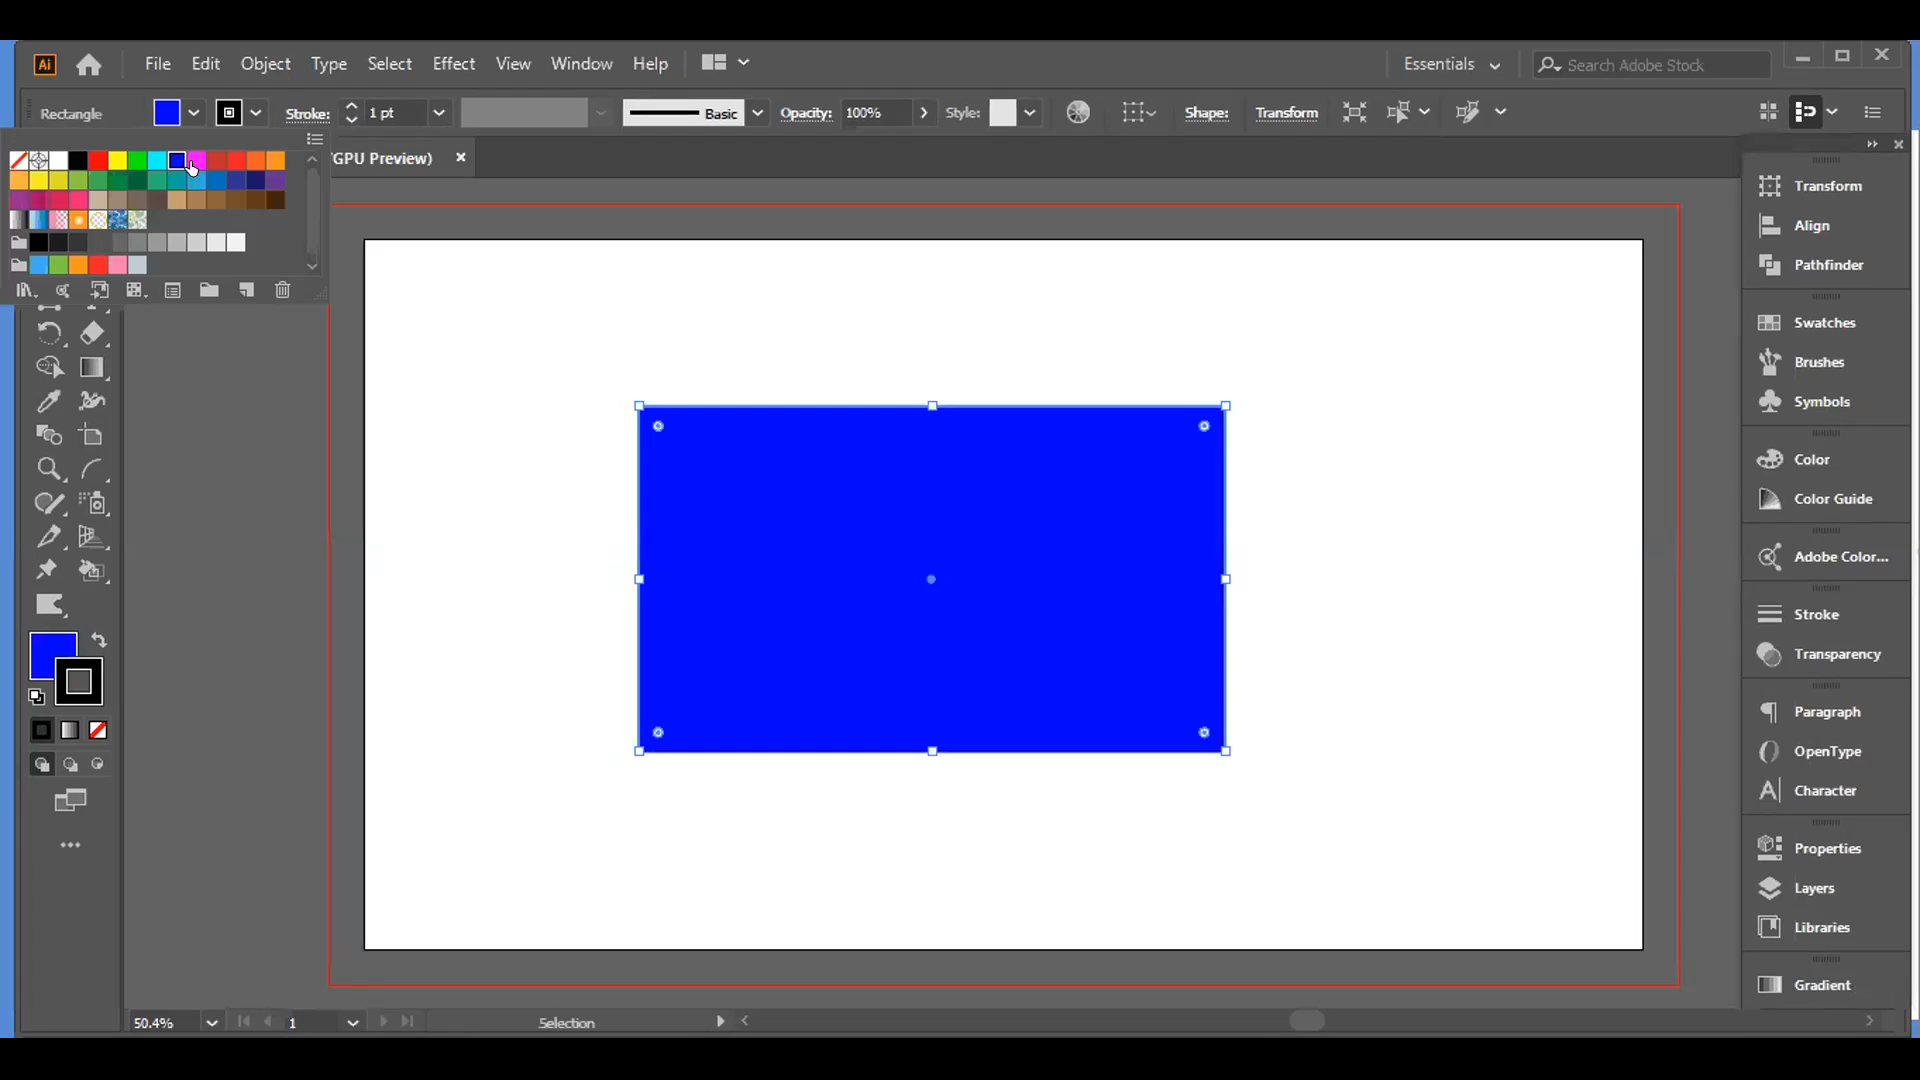 Ai File Edit Object Type Select Effect View Window Help Essentials Search Adobe Stock
Rectangle Stroke: 1 pt Basic Opacity: 100% Style: Shape: Transform
GPU Preview)
Transform
Align
Pathfinder
Swatches
Brushes
Symbols
Color
Color Guide
Adobe Color...
Stroke
Transparency
Paragraph
OpenType
Character
Properties
Layers
Libraries
Gradient
50.4% 1 Selection